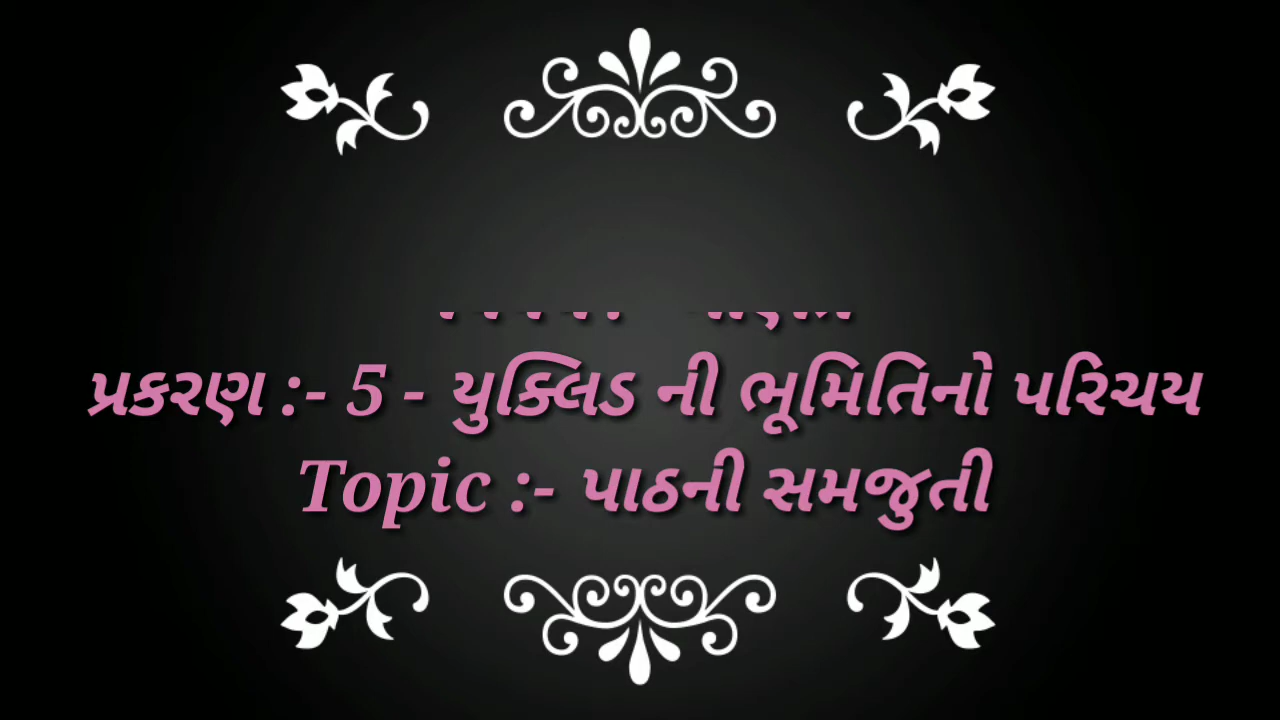 પ્રકરણ :- 5 - યુક્લિડ ની ભૂમિતિનો પરિચય
Topic :- પાઠની સમજુતી